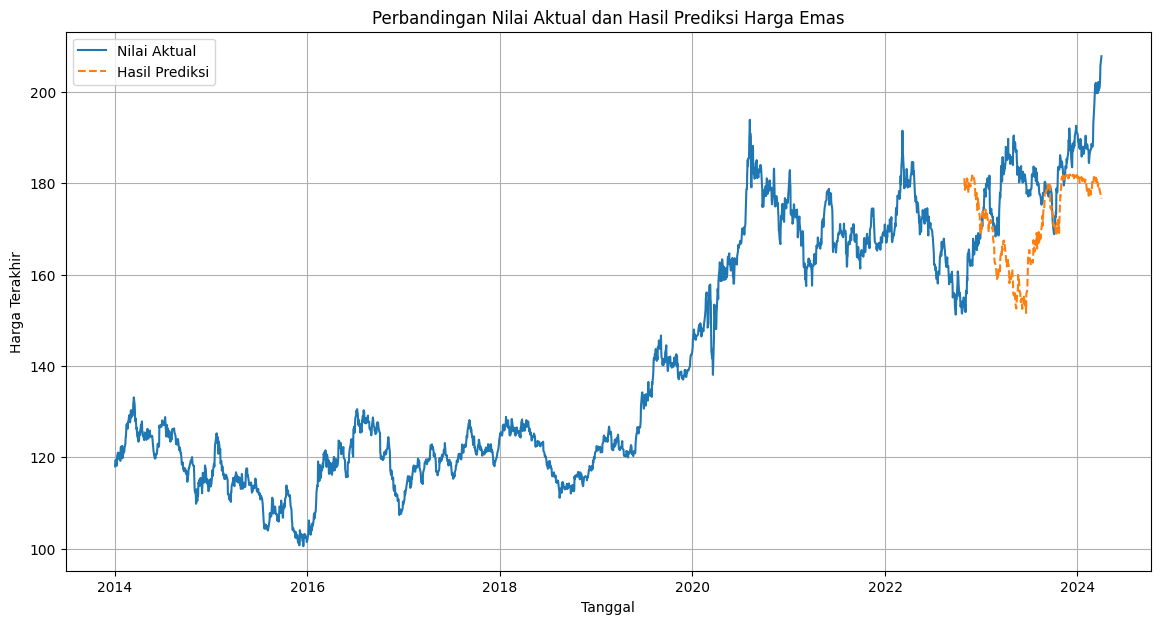 Perbandingan Nilai Aktual dan Hasil Prediksi Harga Emas
Nilai Aktual
Hasil Prediksi
Harga Terakhir
200
180
160
140
120
100
2014
2016
2018
2020
2022
2024
Tanggal